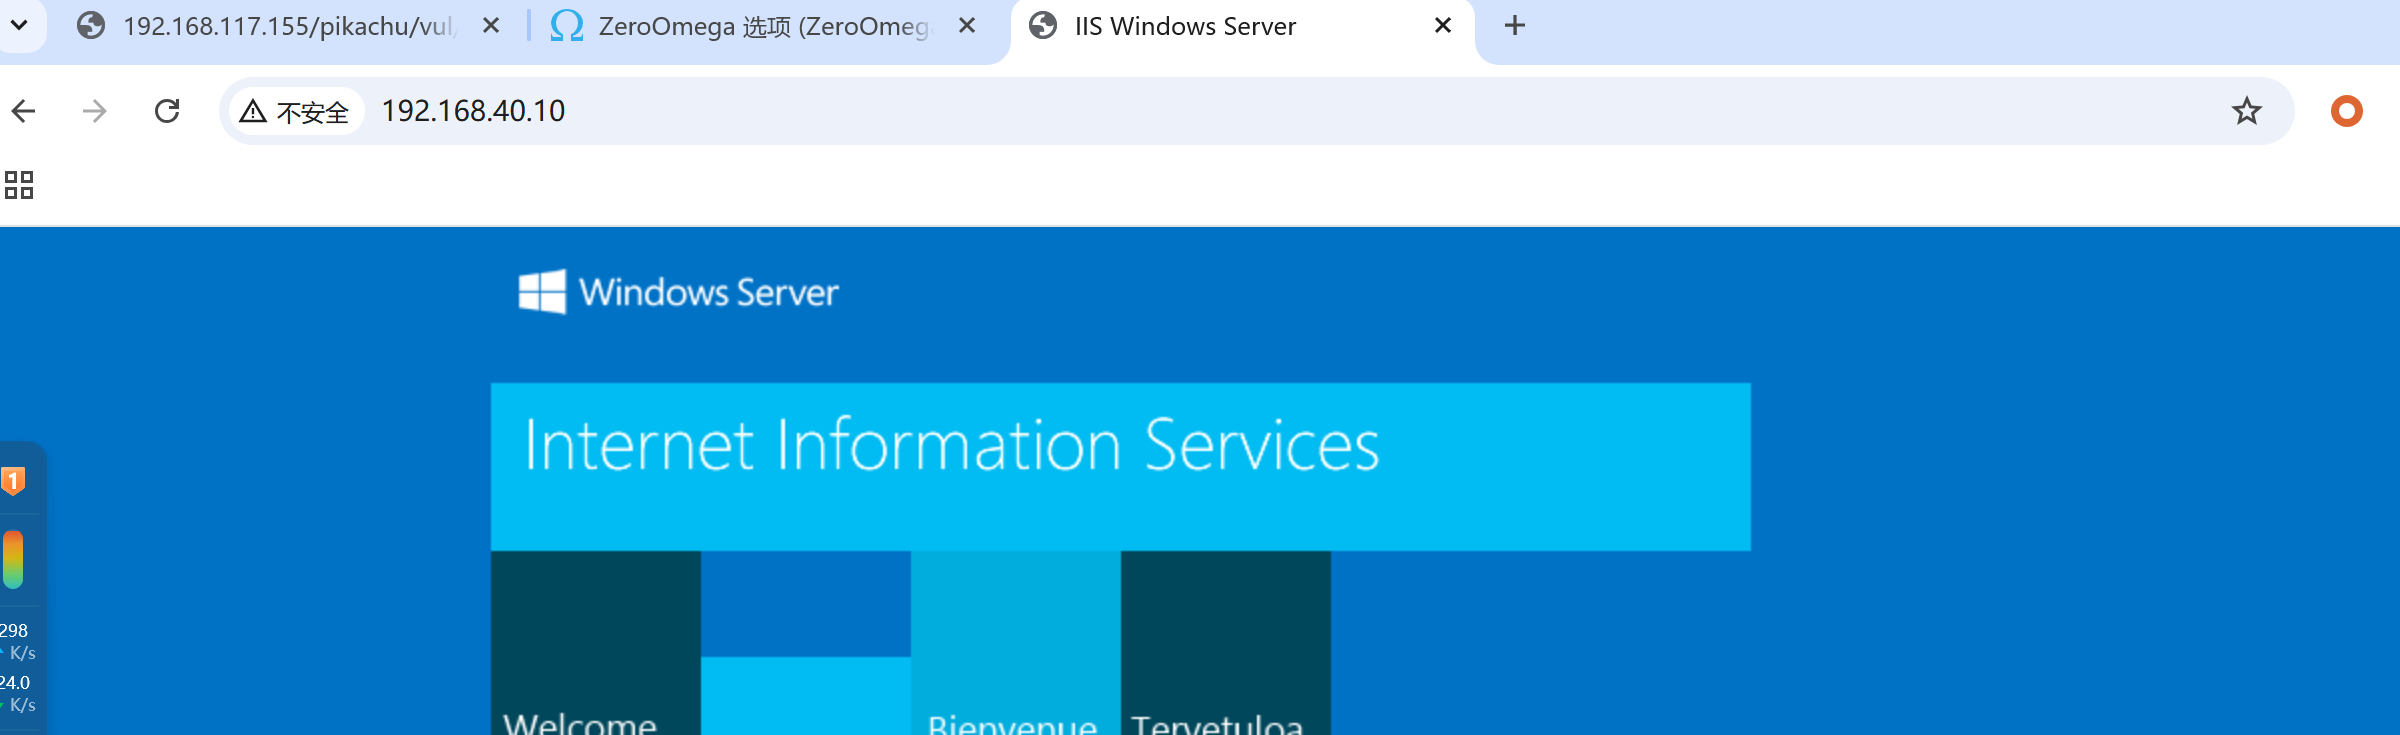 192.168.117.155/pikachu/vul/
ZeroOmega 选项 (ZeroOmega
IIS Windows Server
不安全
192.168.40.10
Windows Server
Internet Information Services
1
298
K/s
24.0
K/s
Welcome
Bienvenue
Tervetuloa